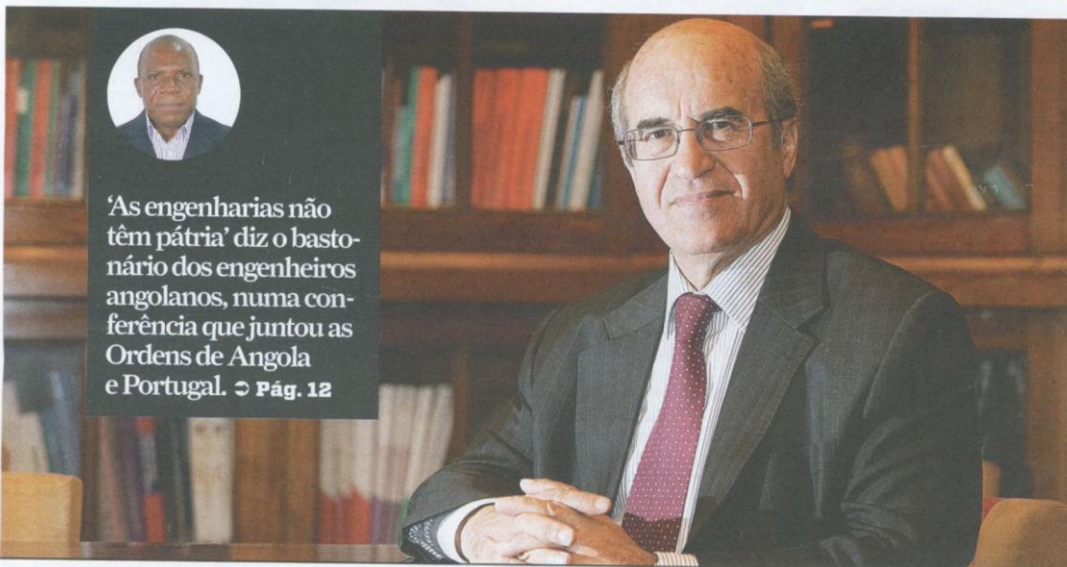 ‘As engenharias não
têm pátria’ diz o basto-
nário dos engenheiros
angolanos, numa con-
ferência que juntou as
Ordens de Angola
e Portugal. ➲ Pág. 12